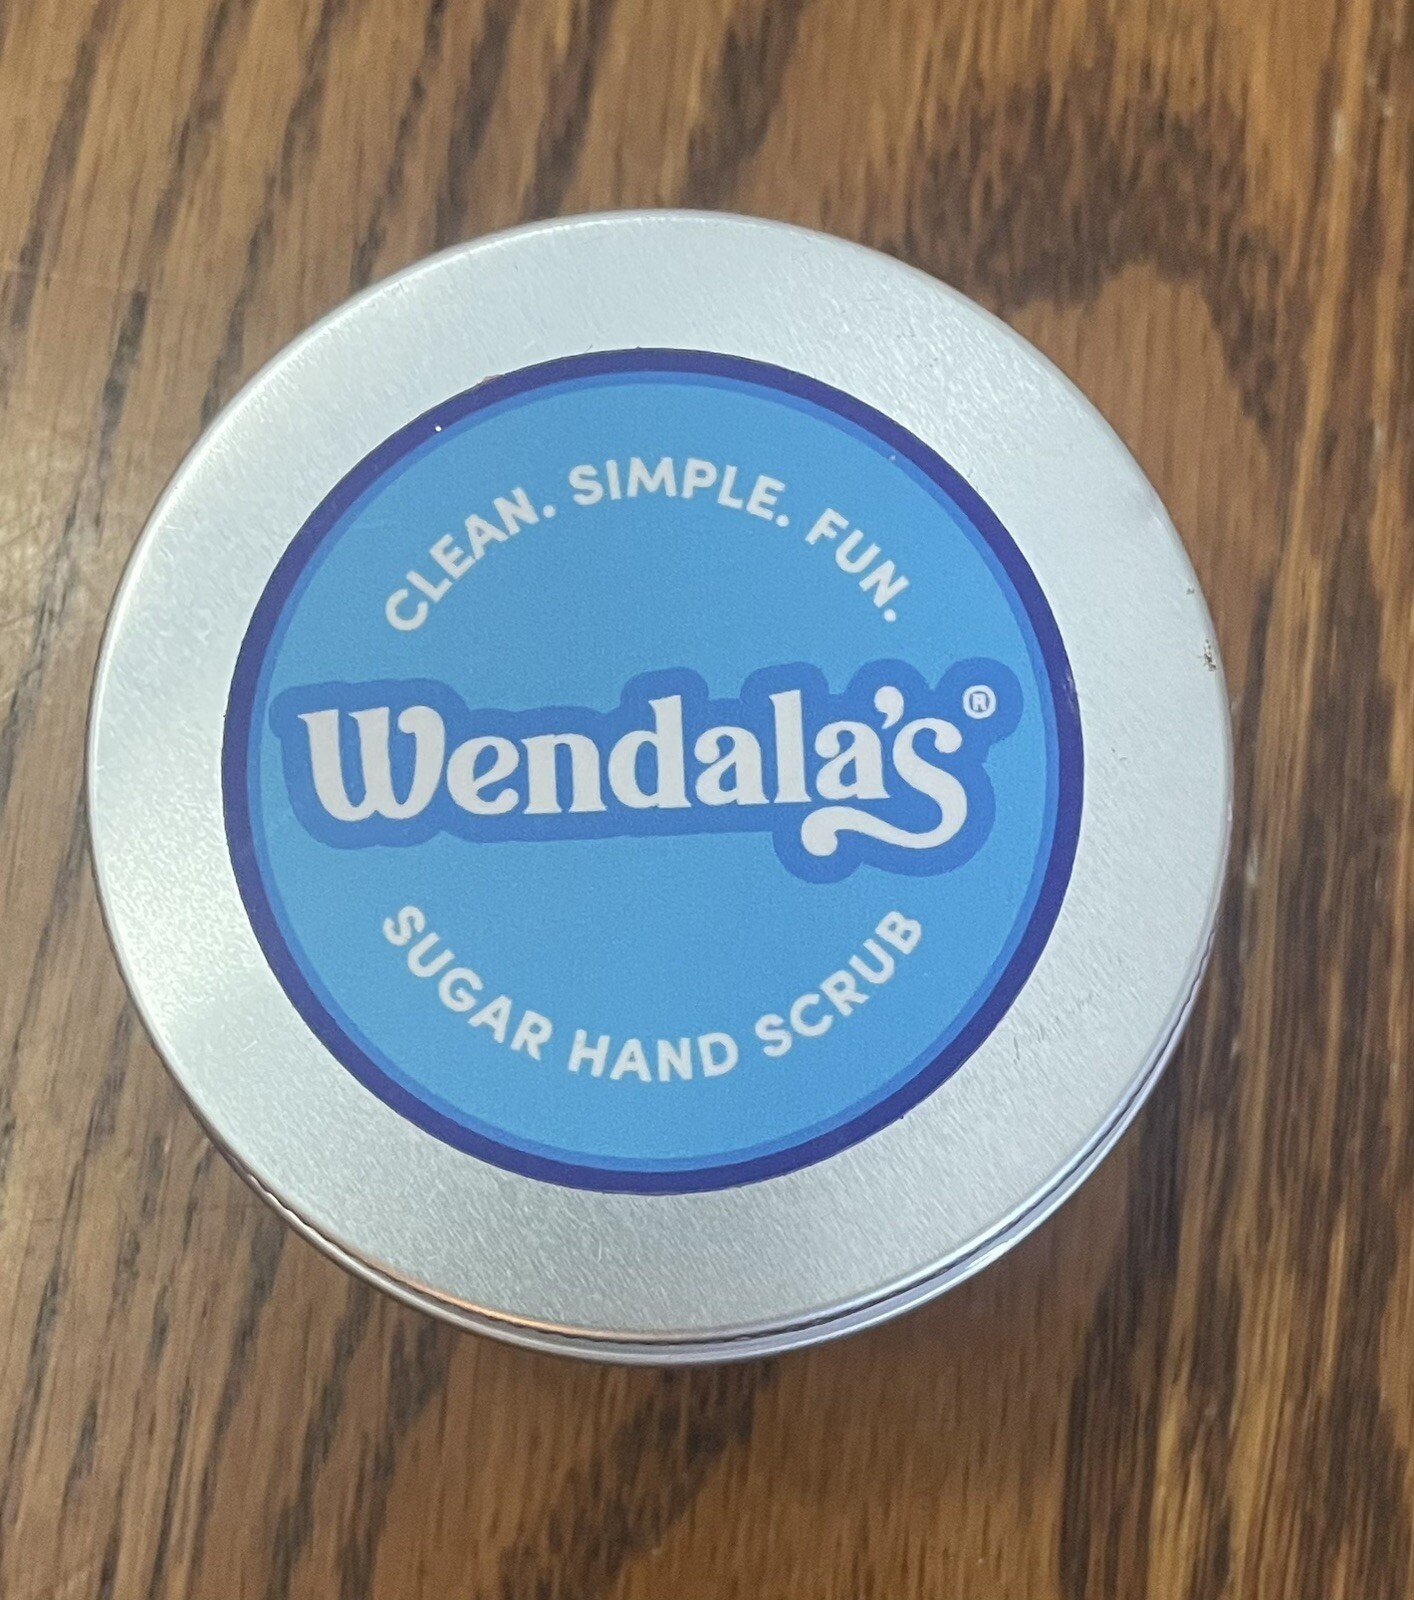 CLEAN. SIMPLE. FUN.
Wendala's®
SUGAR HAND SCRUB